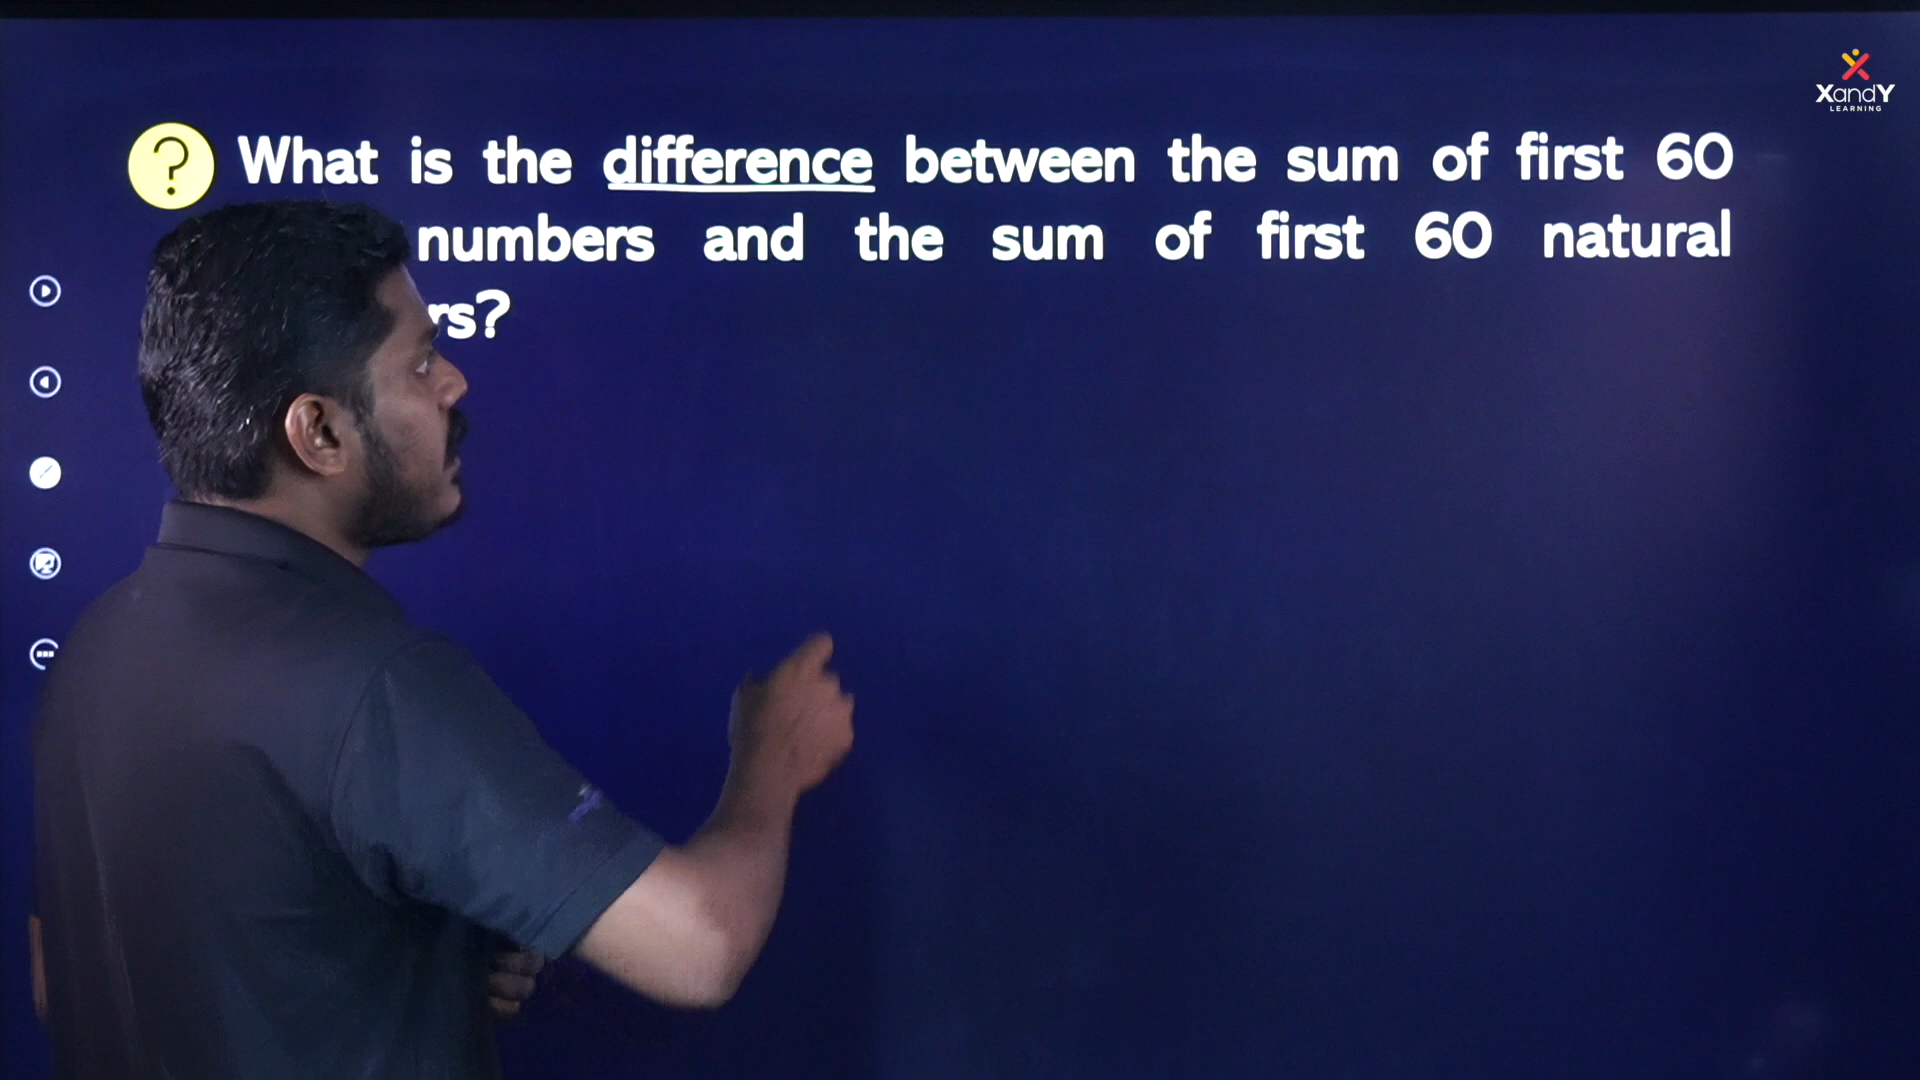 XandY
LEARNING
? What is the difference between the sum of first 60
numbers and the sum of first 60 natural
rs?